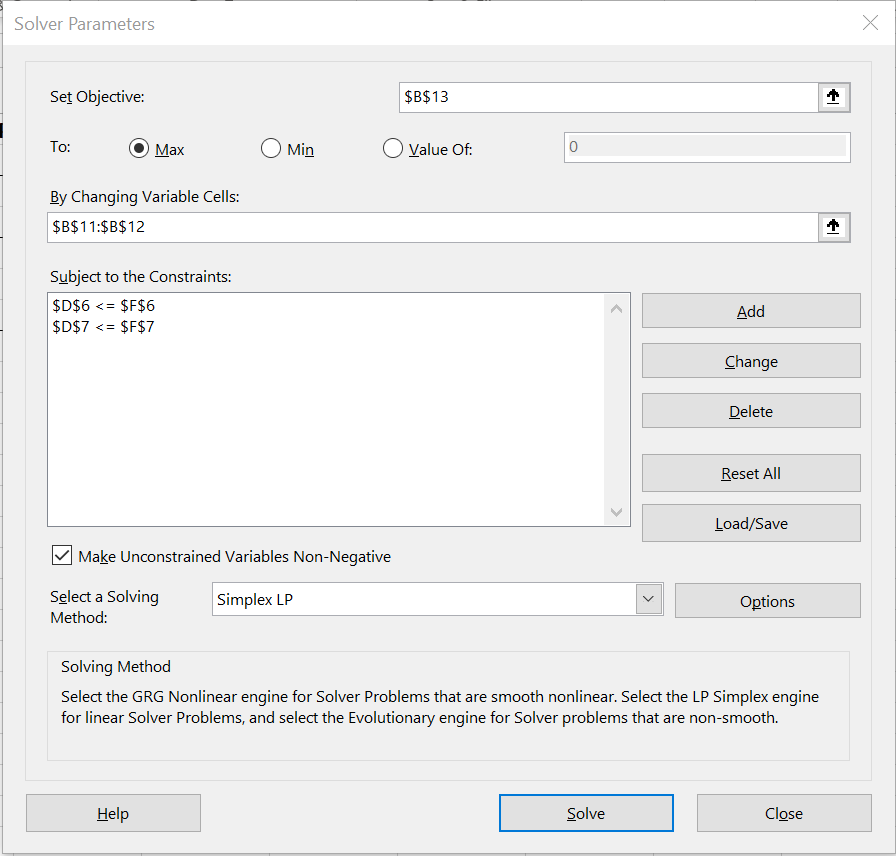 Solver Parameters
Set Objective:
$B$13
To:
Max
Min
Value Of:
0
By Changing Variable Cells:
$B$11:$B$12
Subject to the Constraints:
$D$6 <= $F$6
$D$7 <= $F$7
Add
Change
Delete
Reset All
Load/Save
Make Unconstrained Variables Non-Negative
Select a Solving
Method:
Simplex LP
Options
Solving Method
Select the GRG Nonlinear engine for Solver Problems that are smooth nonlinear. Select the LP Simplex engine
for linear Solver Problems, and select the Evolutionary engine for Solver problems that are non-smooth.
Help
Solve
Close